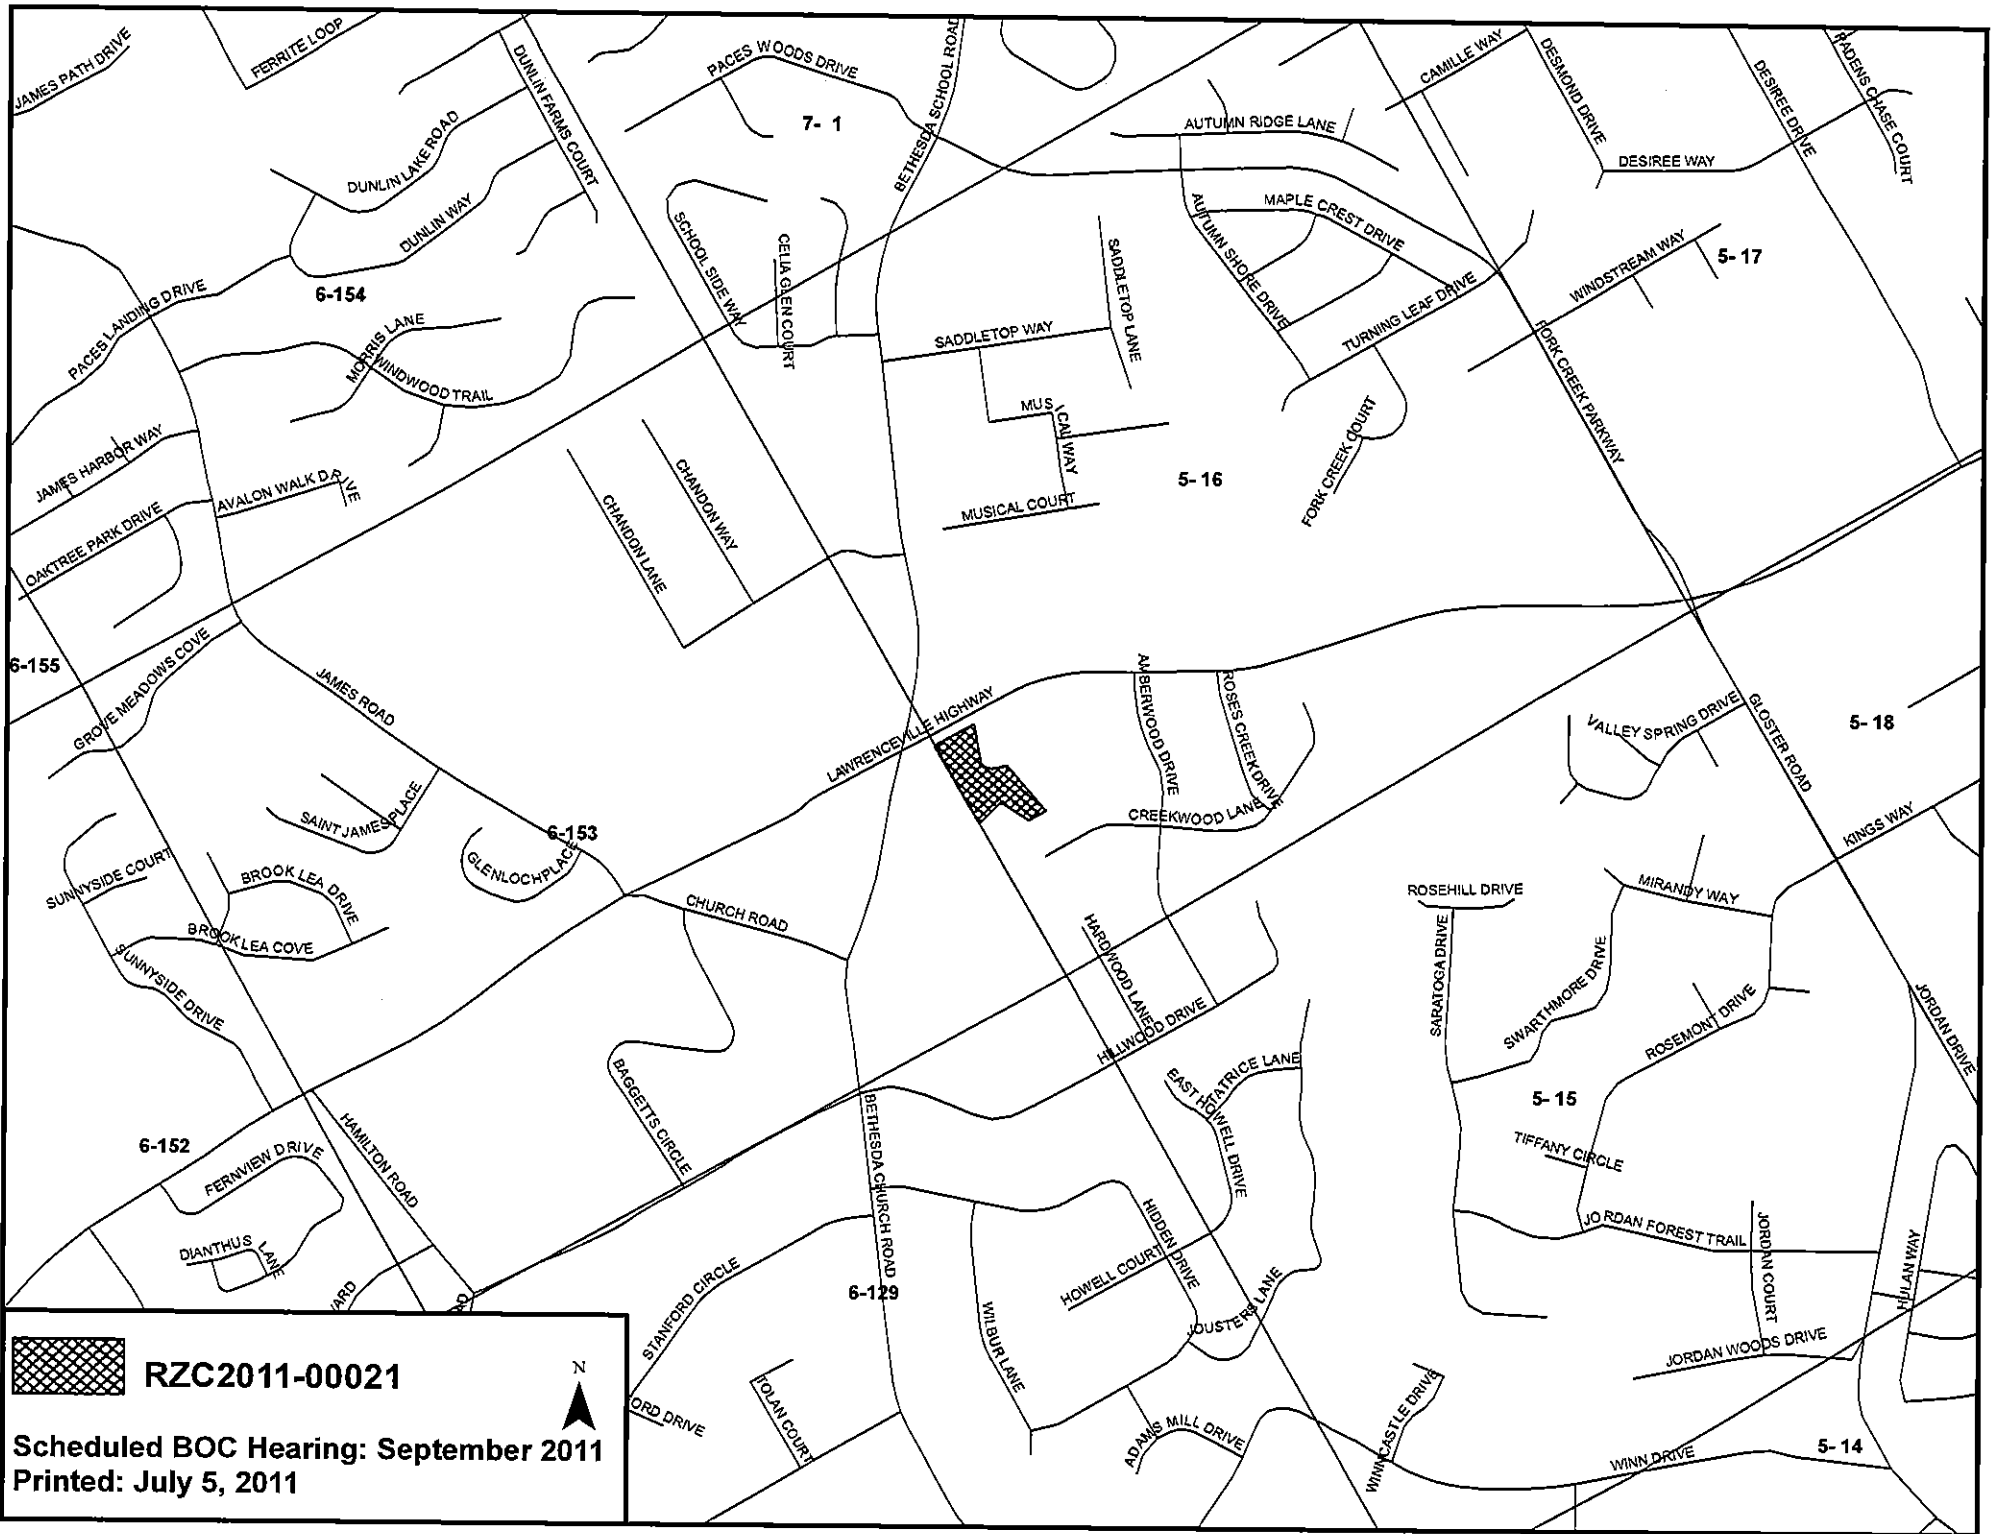 JAMES PATH DRIVE
FERRITE LOOP
DUNLIN FARMS COURT
PACES WOODS DRIVE
BETHESDA SCHOOL ROAD
CAMILLE WAY
DESMOND DRIVE
DESIREE DRIVE
PADENS CHASE COURT
7- 1
AUTUMN RIDGE LANE
DESIREE WAY
DUNLIN LAKE ROAD
DUNLIN WAY
SCHOOL SIDE WAY
CELIA GLEN COURT
SADDLETOP LANE
AUTUMN SHORE DRIVE
MAPLE CREST DRIVE
WINDSTREAM WAY
5- 17
PACES LANDING DRIVE
6-154
MORRIS LANE
WINDWOOD TRAIL
SADDLETOP WAY
TURNING LEAF DRIVE
FORK CREEK PARKWAY
JAMES HARBOR WAY
MUSICAL WAY
FORK CREEK COURT
OAKTREE PARK DRIVE
AVALON WALK DRIVE
CHANDON LANE
CHANDON WAY
5- 16
MUSICAL COURT
6-155
GROVE MEADOWS COVE
JAMES ROAD
LAWRENCEVILLE HIGHWAY
AMBERWOOD DRIVE
ROSES CREEK DRIVE
VALLEY SPRING DRIVE
GLOSTER ROAD
5- 18
SAINT JAMES PLACE
6-153
GLENLOCH PLACE
CREEKWOOD LANE
KINGS WAY
SUNNYSIDE COURT
BROOK LEA DRIVE
BROOK LEA COVE
SUNNYSIDE DRIVE
CHURCH ROAD
HARDWOOD LANE
HILLWOOD DRIVE
ROSEHILL DRIVE
SARATOGA DRIVE
MIRANDY WAY
SWARTHMORE DRIVE
ROSEMONT DRIVE
JORDAN DRIVE
6-152
FERNVIEW DRIVE
HAMILTON ROAD
BAGGETTS CIRCLE
BETHESDA CHURCH ROAD
TATRICE LANE
EAST HOWELL DRIVE
5- 15
TIFFANY CIRCLE
DIANTHUS LANE
HIDDEN DRIVE
HOWELL COURT
JORDAN FOREST TRAIL
JORDAN COURT
HULAN WAY
STANFORD CIRCLE
6-129
WILBUR LANE
JOUSTERS LANE
JORDAN WOODS DRIVE
ORD DRIVE
TOLAN COURT
ADAMS MILL DRIVE
WINNCASTLE DRIVE
WINN DRIVE
5- 14
RZC2011-00021
N
Scheduled BOC Hearing: September 2011
Printed: July 5, 2011